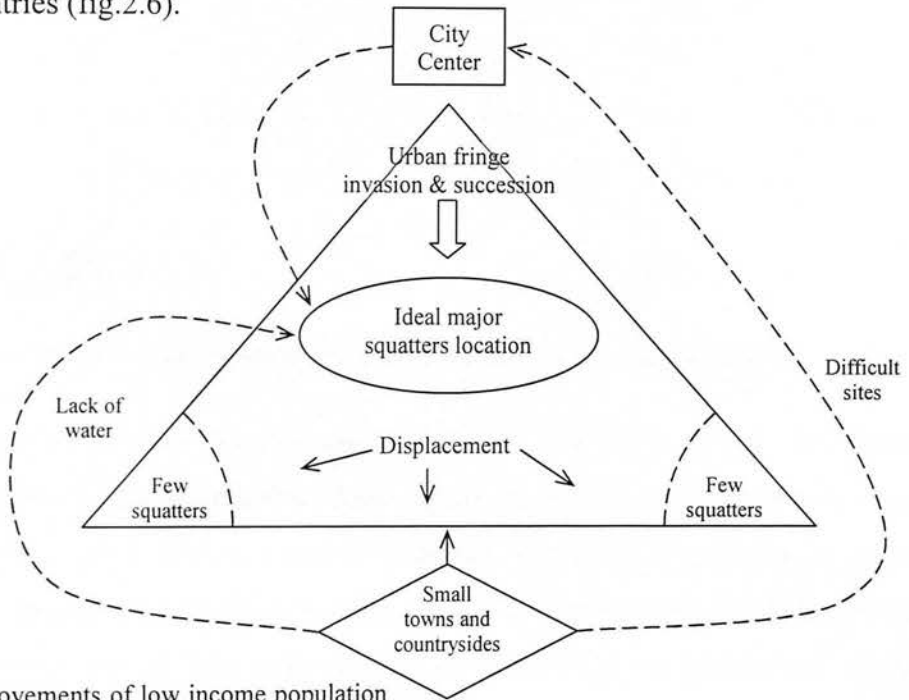 tries (fig.2.6).
City
Center
Urban fringe
invasion & succession
Ideal major
squatters location
Difficult
sites
Lack of
water
Displacement
Few
squatters
Few
squatters
Small
towns and
countrysides
ovements of low income population